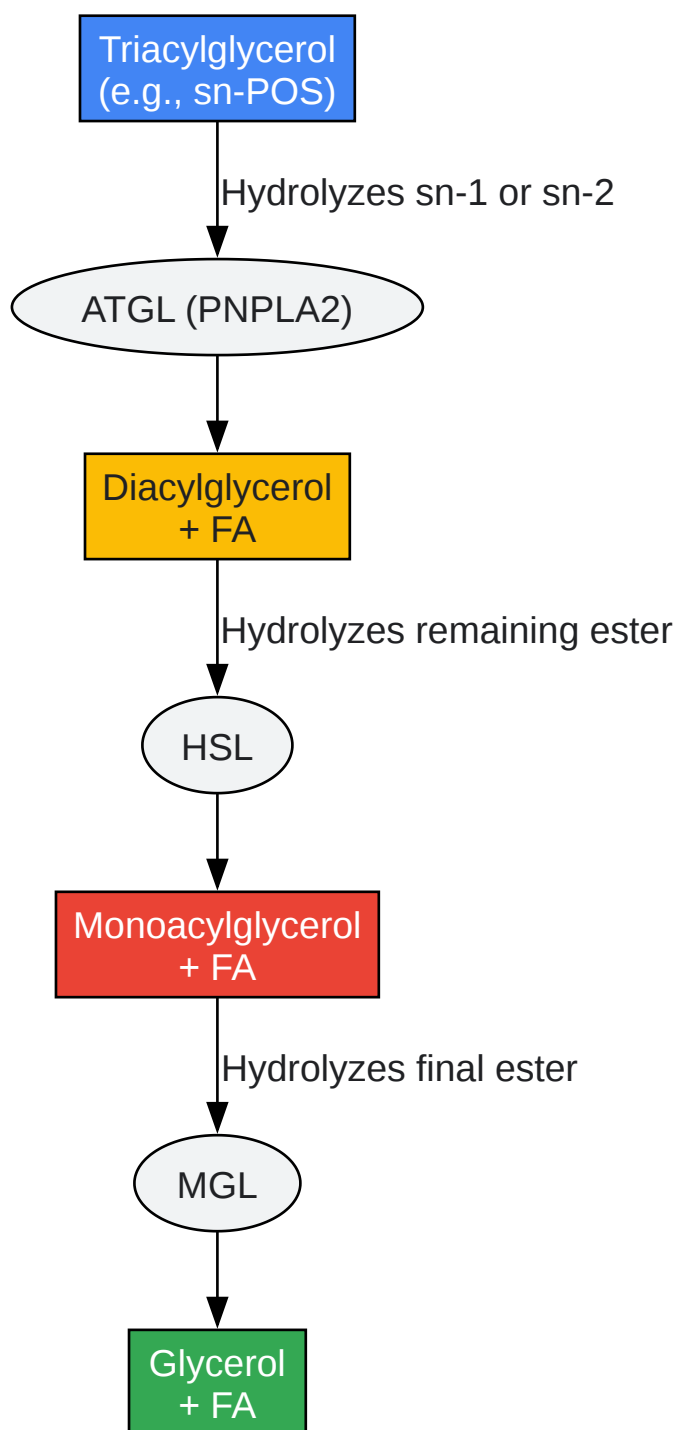 Triacylglycerol
(e.g., sn-POS)
Hydrolyzes sn-1 or sn-2
ATGL (PNPLA2)
Diacylglycerol
+ FA
Hydrolyzes remaining ester
HSL
Monoacylglycerol
+ FA
Hydrolyzes final ester
MGL
Glycerol
+ FA